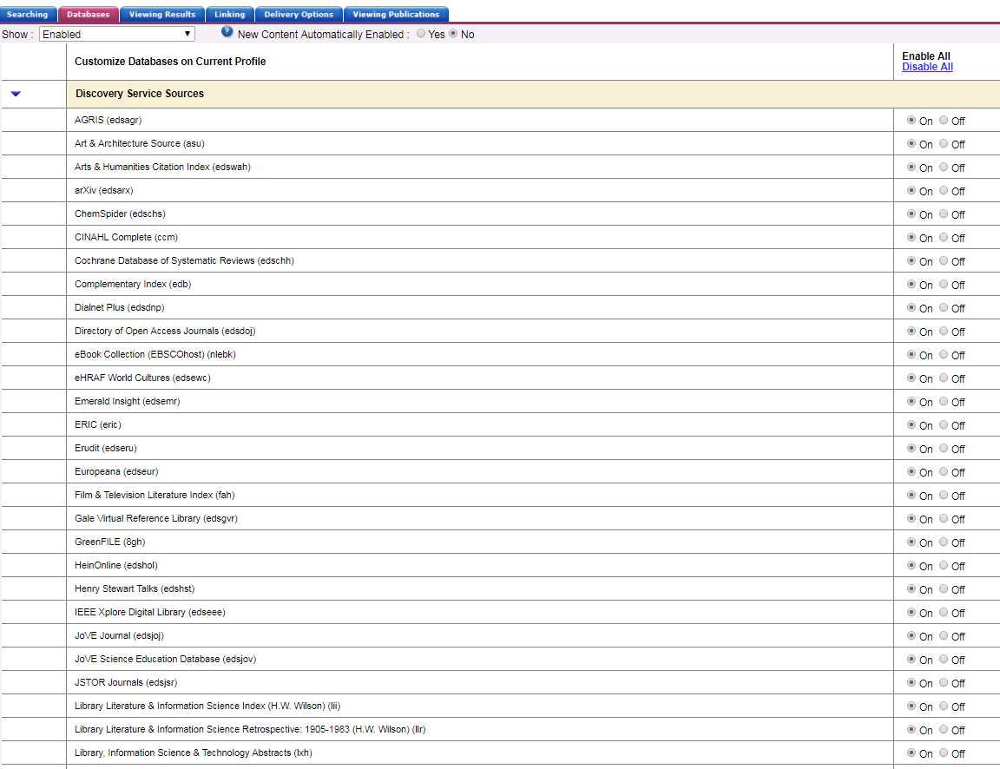 Searching Databases Viewing Results Linking Delivery Options Viewing Publications
Show : Enabled ? New Content Automatically Enabled : Yes No
Customize Databases on Current Profile Enable All
Disable All
Discovery Service Sources
AGRIS (edsagr) On Off
Art & Architecture Source (asu) On Off
Arts & Humanities Citation Index (edswah) On Off
arXiv (edsarx) On Off
ChemSpider (edschs) On Off
CINAHL Complete (ccm) On Off
Cochrane Database of Systematic Reviews (edschh) On Off
Complementary Index (edb) On Off
Dialnet Plus (edsdnp) On Off
Directory of Open Access Journals (edsdoj) On Off
eBook Collection (EBSCOhost) (nlebk) On Off
eHRAF World Cultures (edsewc) On Off
Emerald Insight (edsemr) On Off
ERIC (eric) On Off
Erudit (edseru) On Off
Europeana (edseur) On Off
Film & Television Literature Index (fah) On Off
Gale Virtual Reference Library (edsgvr) On Off
GreenFILE (8gh) On Off
HeinOnline (edshol) On Off
Henry Stewart Talks (edshst) On Off
IEEE Xplore Digital Library (edseee) On Off
JoVE Journal (edsjoj) On Off
JoVE Science Education Database (edsjov) On Off
JSTOR Journals (edsjsr) On Off
Library Literature & Information Science Index (H.W. Wilson) (lii) On Off
Library Literature & Information Science Retrospective: 1905-1983 (H.W. Wilson) (llr) On Off
Library, Information Science & Technology Abstracts (lxh) On Off